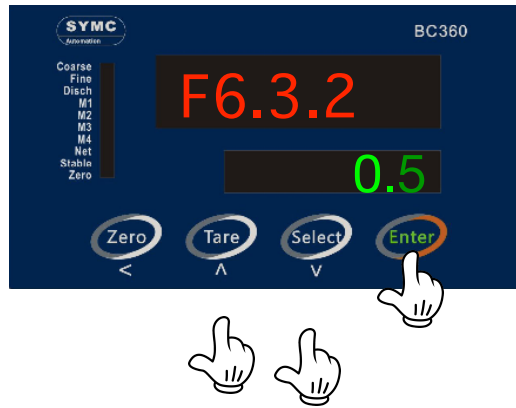 SYMC
Automation
BC360
Coarse
Fine
Disch
M1
M2
M3
M4
Net
Stable
Zero
F6.3.2
0.5
Zero Tare Select Enter
< ʌ v